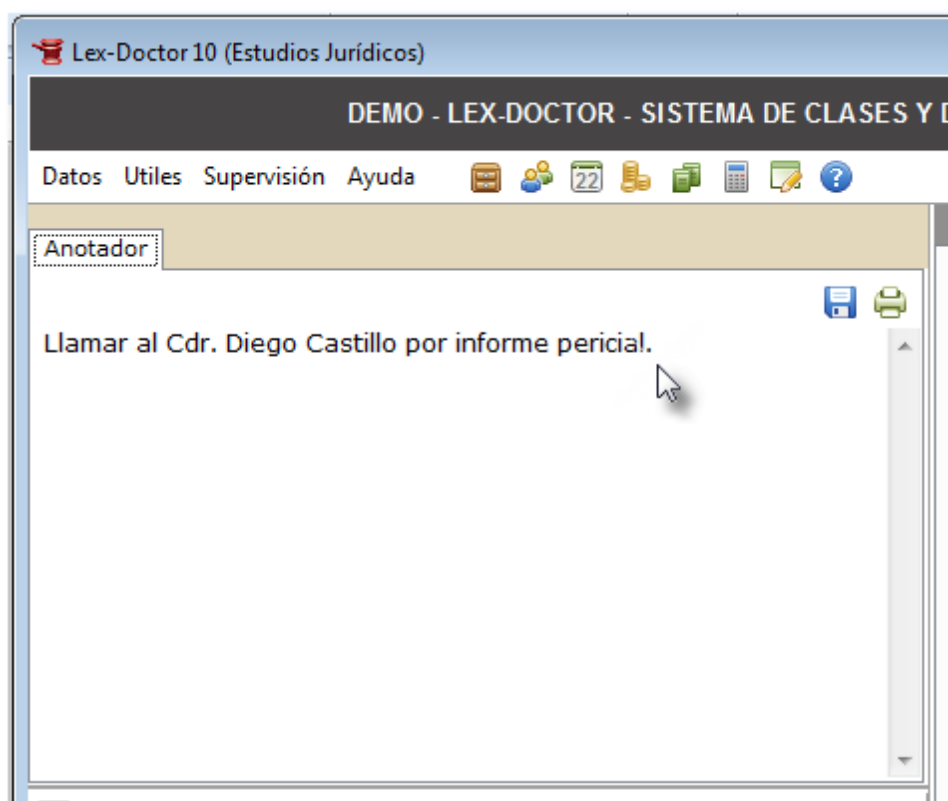 Lex-Doctor 10 (Estudios Jurídicos)
DEMO - LEX-DOCTOR - SISTEMA DE CLASES Y
Datos Utiles Supervisión Ayuda 22 ?
Anotador
Llamar al Cdr. Diego Castillo por informe pericial.